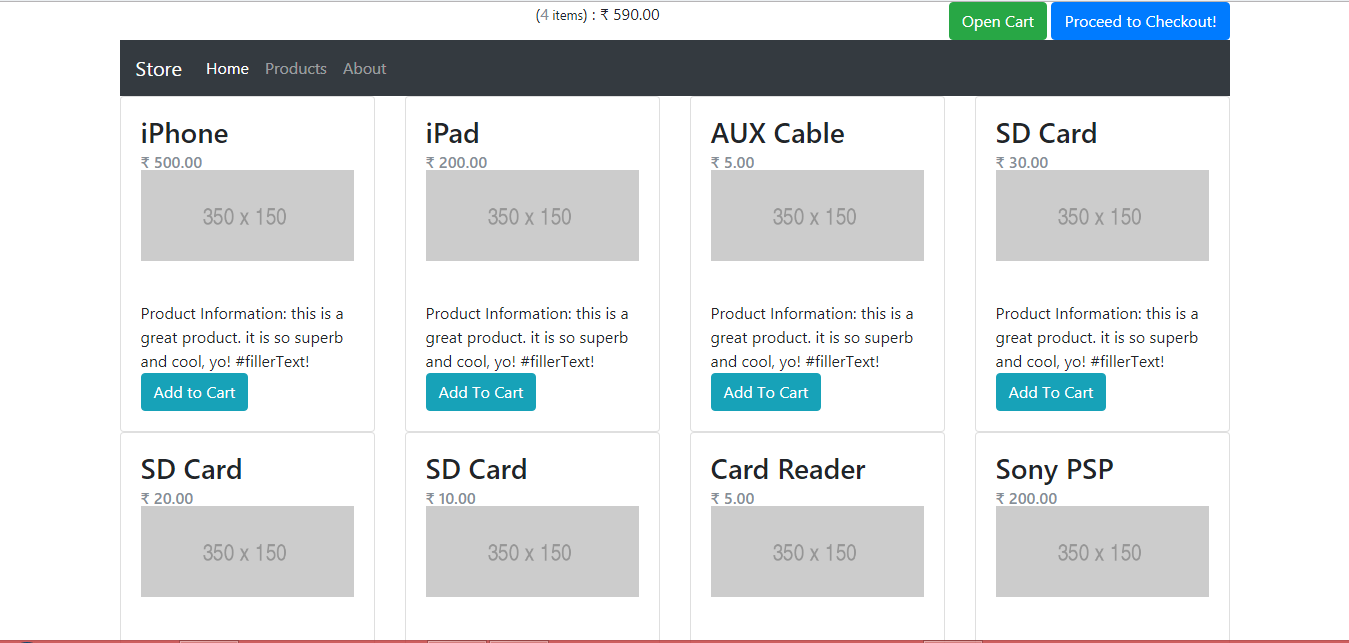 (4 items) : ₹ 590.00
Open Cart
Proceed to Checkout!
Store Home Products About
iPhone
₹ 500.00
350 x 150
Product Information: this is a
great product. it is so superb
and cool, yo! #fillerText!
Add to Cart
iPad
₹ 200.00
350 x 150
Product Information: this is a
great product. it is so superb
and cool, yo! #fillerText!
Add To Cart
AUX Cable
₹ 5.00
350 x 150
Product Information: this is a
great product. it is so superb
and cool, yo! #fillerText!
Add To Cart
SD Card
₹ 30.00
350 x 150
Product Information: this is a
great product. it is so superb
and cool, yo! #fillerText!
Add To Cart
SD Card
₹ 20.00
350 x 150
SD Card
₹ 10.00
350 x 150
Card Reader
₹ 5.00
350 x 150
Sony PSP
₹ 200.00
350 x 150